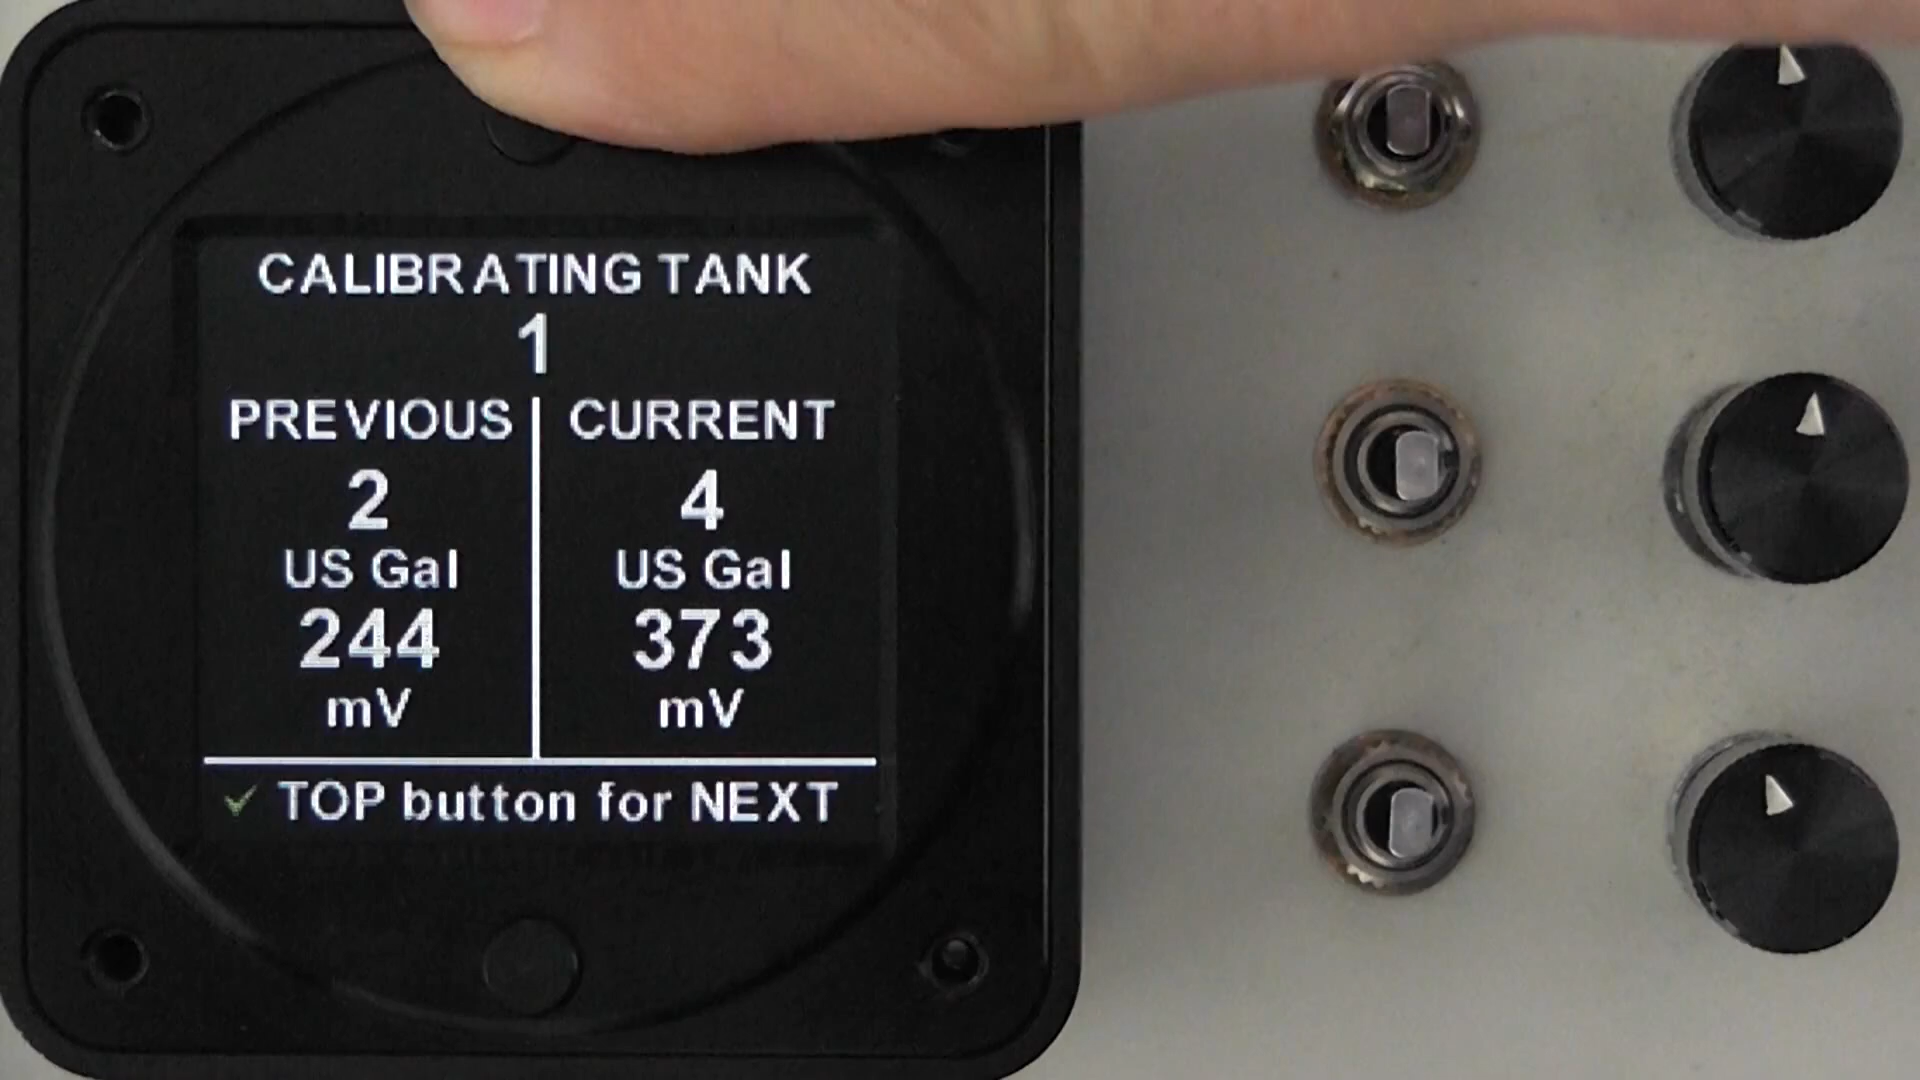 CALIBRATING TANK
1
PREVIOUS CURRENT
2 4
US Gal US Gal
244 373
mV mV
✓ TOP button for NEXT